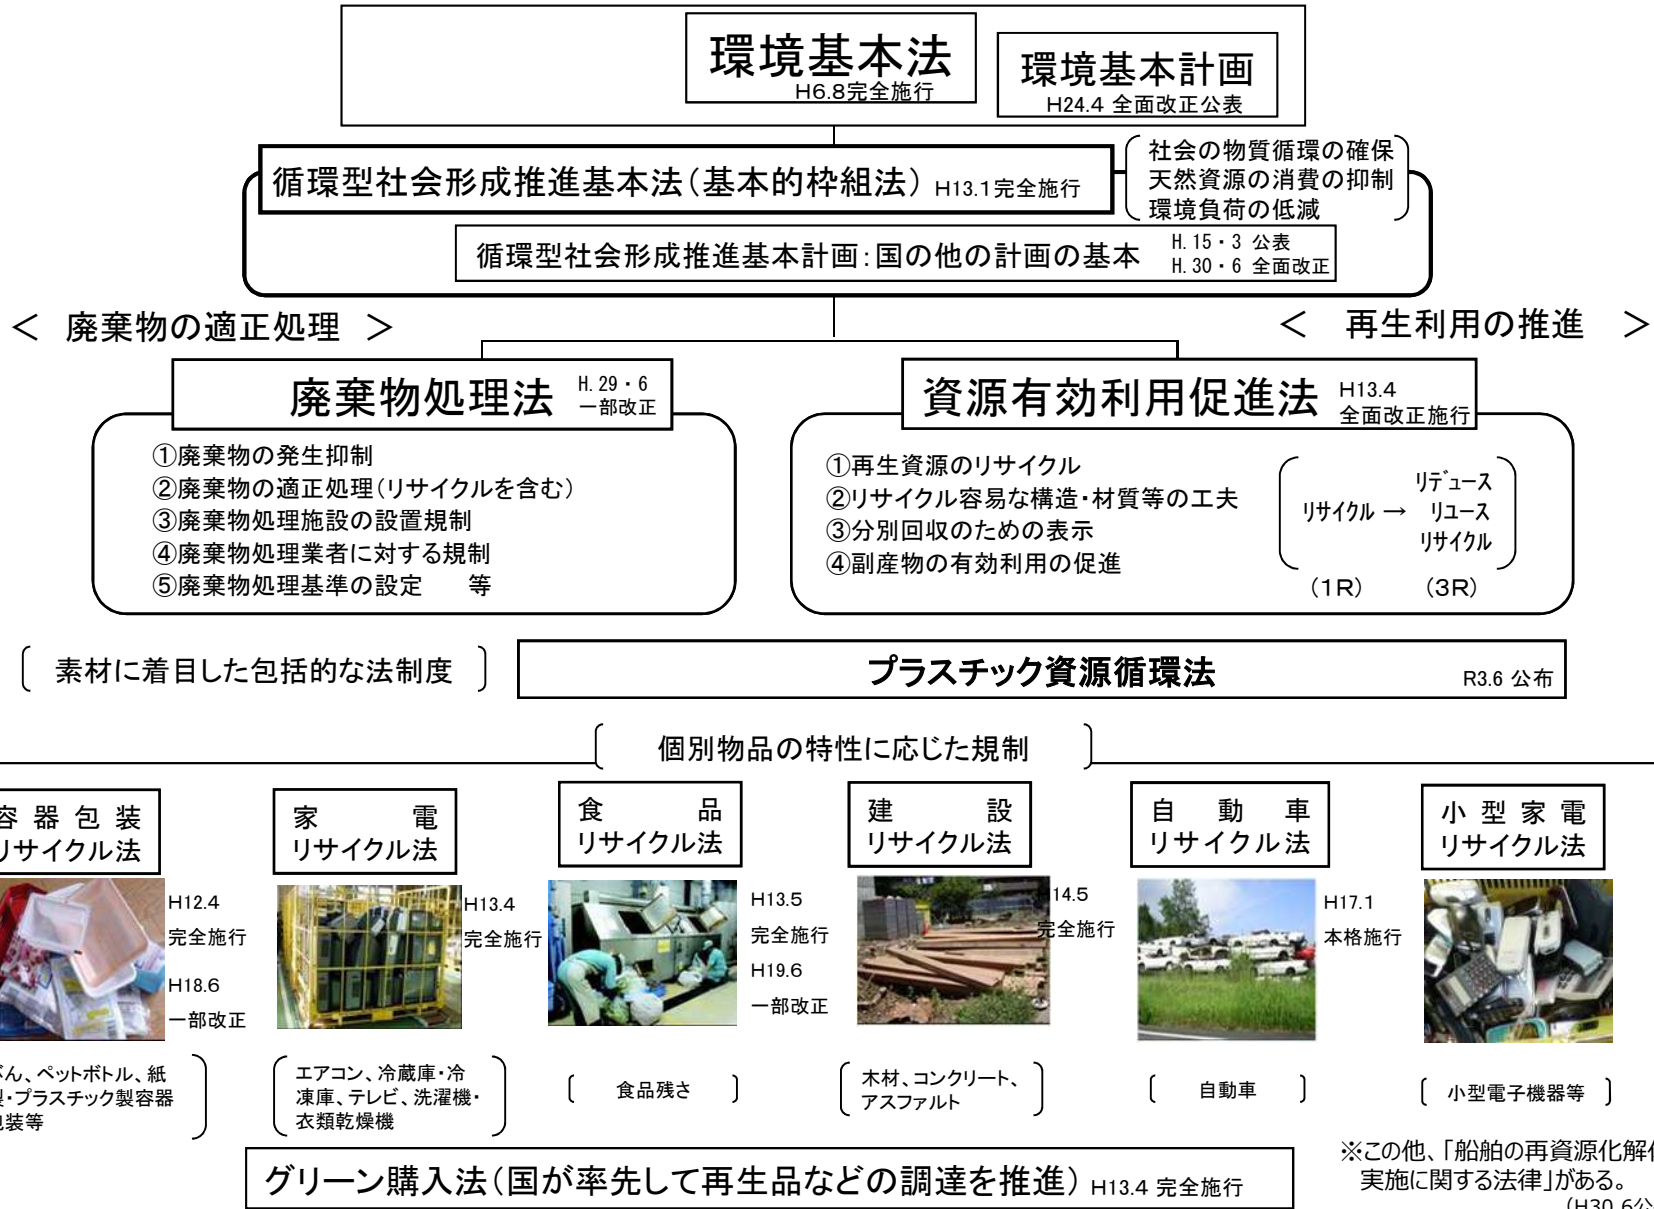 環境基本法
H6.8完全施行
環境基本計画
H24.4 全面改正公表
循環型社会形成推進基本法(基本的枠組法) H13.1完全施行
社会の物質循環の確保
天然資源の消費の抑制
環境負荷の低減
循環型社会形成推進基本計画:国の他の計画の基本
H.15・3 公表
H.30・6 全面改正
< 廃棄物の適正処理 >
< 再生利用の推進 >
廃棄物処理法
H.29・6
一部改正
①廃棄物の発生抑制
②廃棄物の適正処理(リサイクルを含む)
③廃棄物処理施設の設置規制
④廃棄物処理業者に対する規制
⑤廃棄物処理基準の設定 等
資源有効利用促進法
H13.4
全面改正施行
①再生資源のリサイクル
②リサイクル容易な構造・材質等の工夫
③分別回収のための表示
④副産物の有効利用の促進
リサイクル →
リデュース
リユース
リサイクル
(1R) (3R)
素材に着目した包括的な法制度
プラスチック資源循環法
R3.6 公布
個別物品の特性に応じた規制
容器包装
リサイクル法
H12.4
完全施行
H18.6
一部改正
びん、ペットボトル、紙
製・プラスチック製容器
包装等
家電
リサイクル法
H13.4
完全施行
エアコン、冷蔵庫・冷
凍庫、テレビ、洗濯機・
衣類乾燥機
食品
リサイクル法
H13.5
完全施行
H19.6
一部改正
食品残さ
建設
リサイクル法
14.5
完全施行
木材、コンクリート、
アスファルト
自動車
リサイクル法
H17.1
本格施行
自動車
小型家電
リサイクル法
小型電子機器等
グリーン購入法(国が率先して再生品などの調達を推進) H13.4 完全施行
※この他、「船舶の再資源化解体
実施に関する法律」がある。
(H30.6公